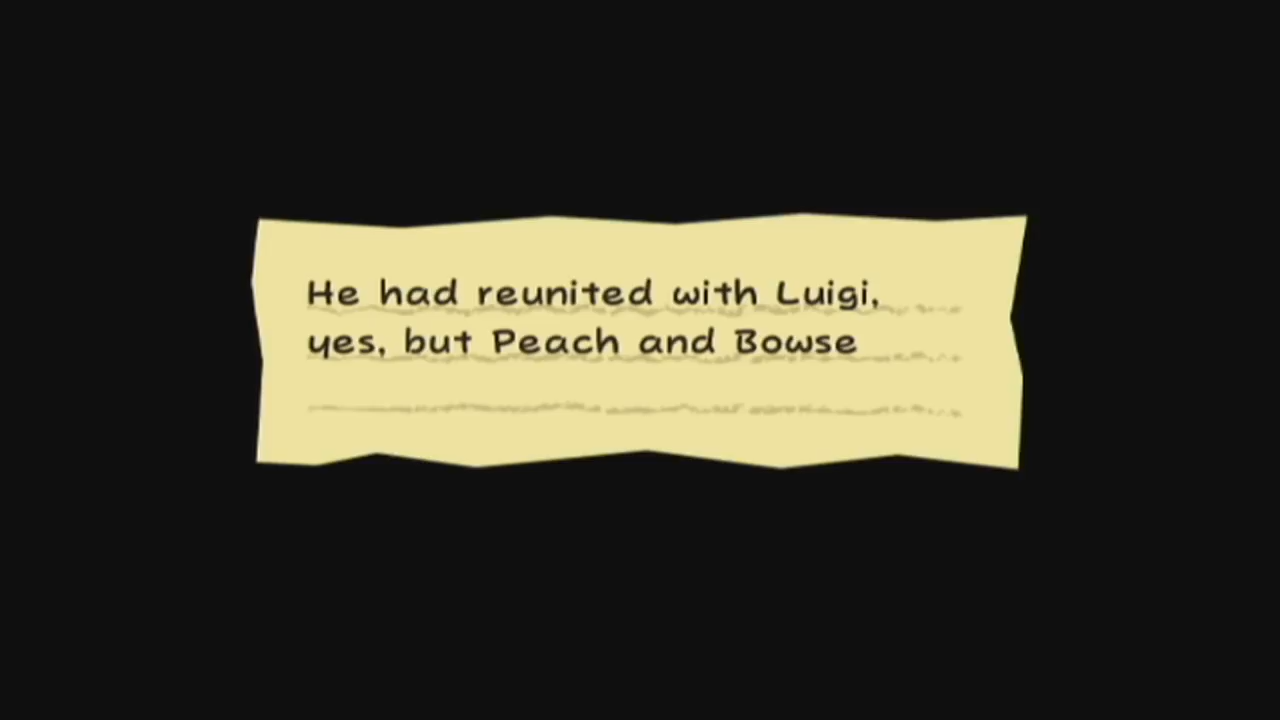 He had reunited with Luigi,
yes, but Peach and Bowse